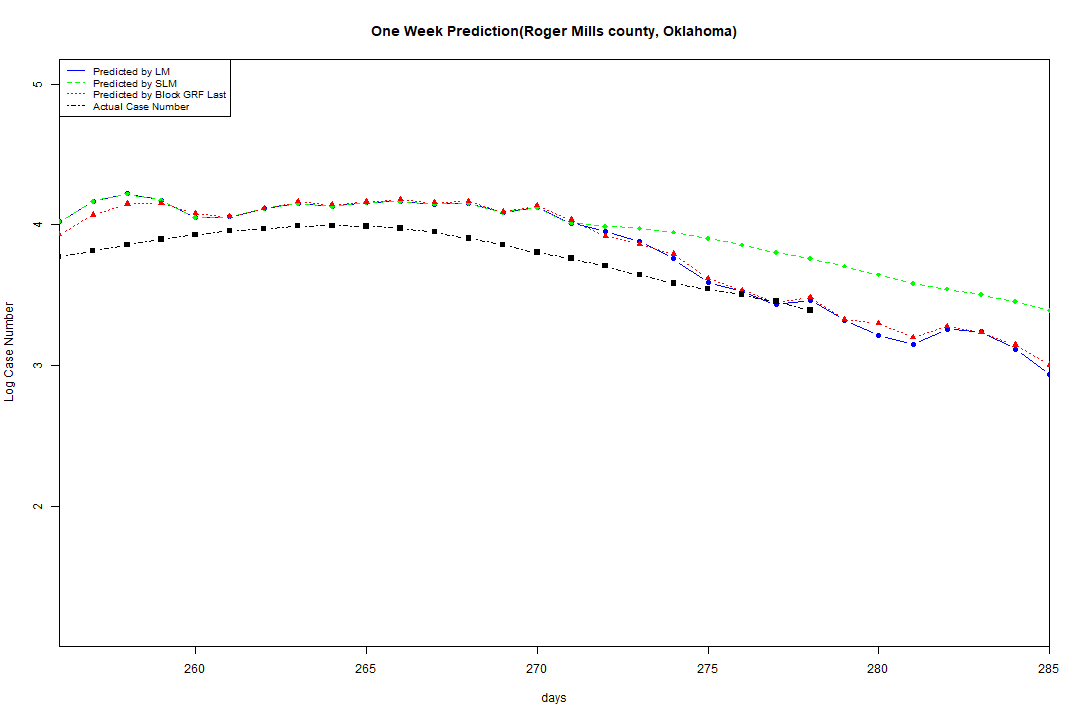 One Week Prediction(Roger Mills county, Oklahoma)
Predicted by LM
Predicted by SLM
Predicted by Block GRF Last
Actual Case Number
5
4
3
2
Log Case Number
260 265 270 275 280 285
days